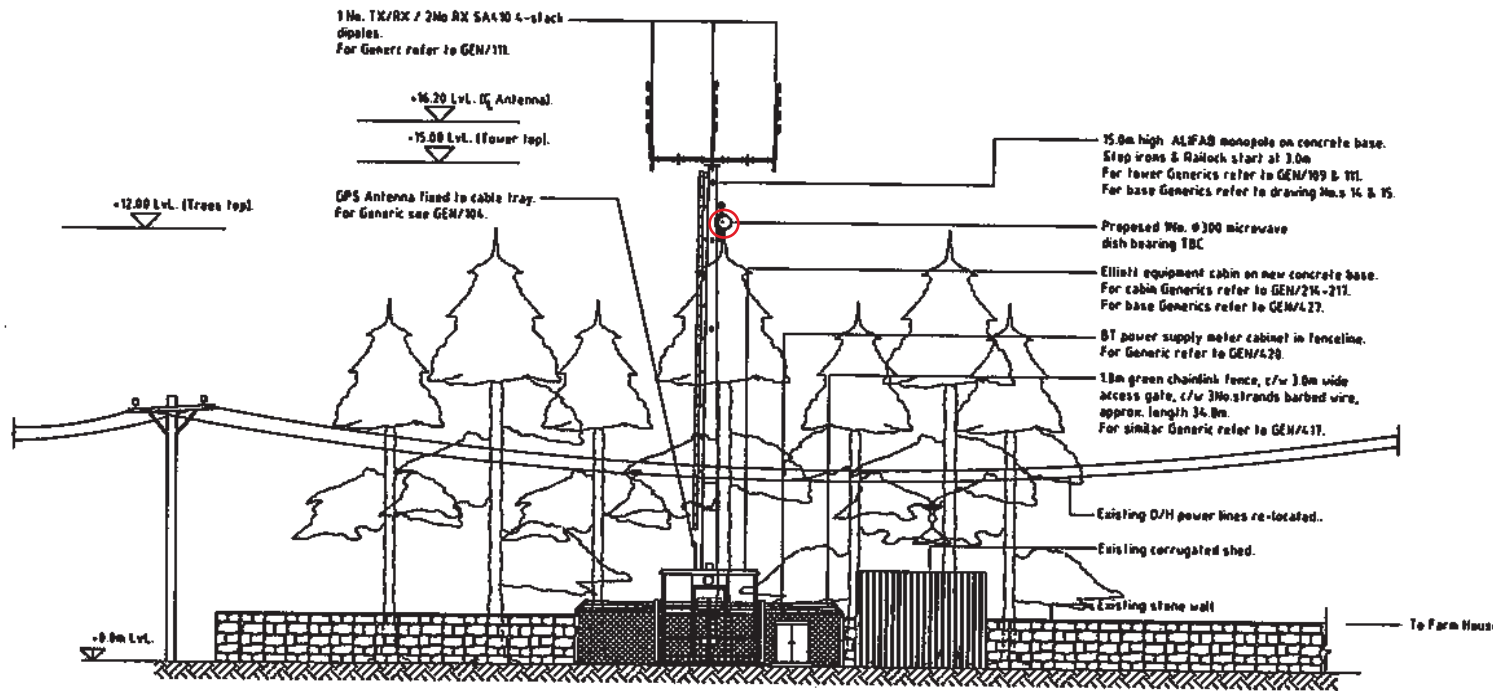 1 No. TX/RX / 2No RX SA410 4-stack
dipoles.
For Generc refer to GEN/111.
+16.20 LvL. (C̲L Antenna).
+15.00 LvL. (Tower top).
+12.00 LvL. (Trees top).
GPS Antenna fixed to cable tray.
For Generic see GEN/104.
15.0m high ALIFAB monopole on concrete base.
Step irons & Railock start at 3.0m
For tower Generics refer to GEN/109 & 111.
For base Generics refer to drawing No.s 14 & 15.
Proposed 1No. Ø300 microwave
dish bearing TBC
Elliott equipment cabin on new concrete base.
For cabin Generics refer to GEN/214-217.
For base Generics refer to GEN/427.
BT power supply meter cabinet in fenceline.
For Generic refer to GEN/420.
1.8m green chainlink fence, c/w 3.0m wide
access gate, c/w 3No.strands barbed wire,
approx. length 34.0m.
For similar Generic refer to GEN/417.
Existing O/H power lines re-located..
Existing corrugated shed.
Existing stone wall
To Farm House
+0.0m LvL.